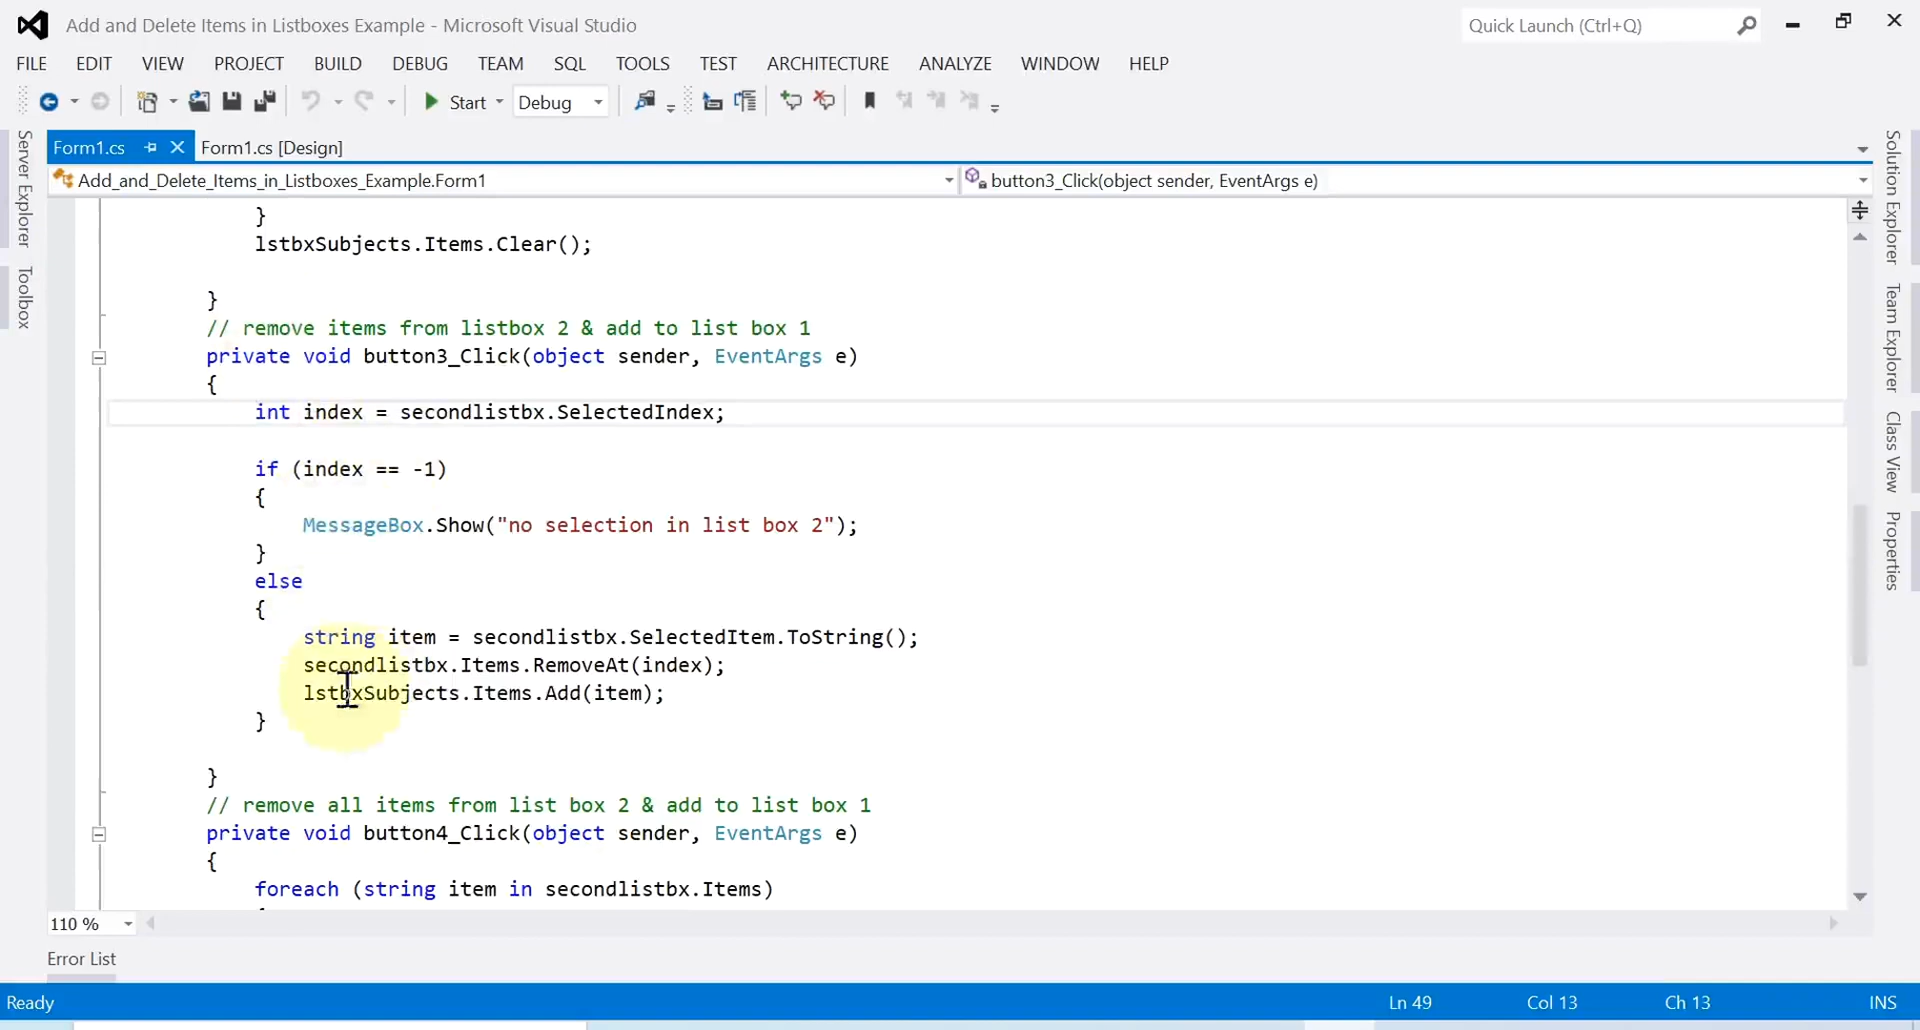 Add and Delete Items in Listboxes Example - Microsoft Visual Studio
Quick Launch (Ctrl+Q)
FILE EDIT VIEW PROJECT BUILD DEBUG TEAM SQL TOOLS TEST ARCHITECTURE ANALYZE WINDOW HELP
Start Debug
Server Explorer
Toolbox
Form1.cs Form1.cs [Design]
Add_and_Delete_Items_in_Listboxes_Example.Form1 button3_Click(object sender, EventArgs e)
}
lstbxSubjects.Items.Clear();
}
// remove items from listbox 2 & add to list box 1
private void button3_Click(object sender, EventArgs e)
{
int index = secondlistbx.SelectedIndex;
if (index == -1)
{
MessageBox.Show("no selection in list box 2");
}
else
{
string item = secondlistbx.SelectedItem.ToString();
secondlistbx.Items.RemoveAt(index);
lstbxSubjects.Items.Add(item);
}
}
// remove all items from list box 2 & add to list box 1
private void button4_Click(object sender, EventArgs e)
{
foreach (string item in secondlistbx.Items)
110 %
Solution Explorer
Team Explorer
Class View
Properties
Error List
Ready Ln 49 Col 13 Ch 13 INS